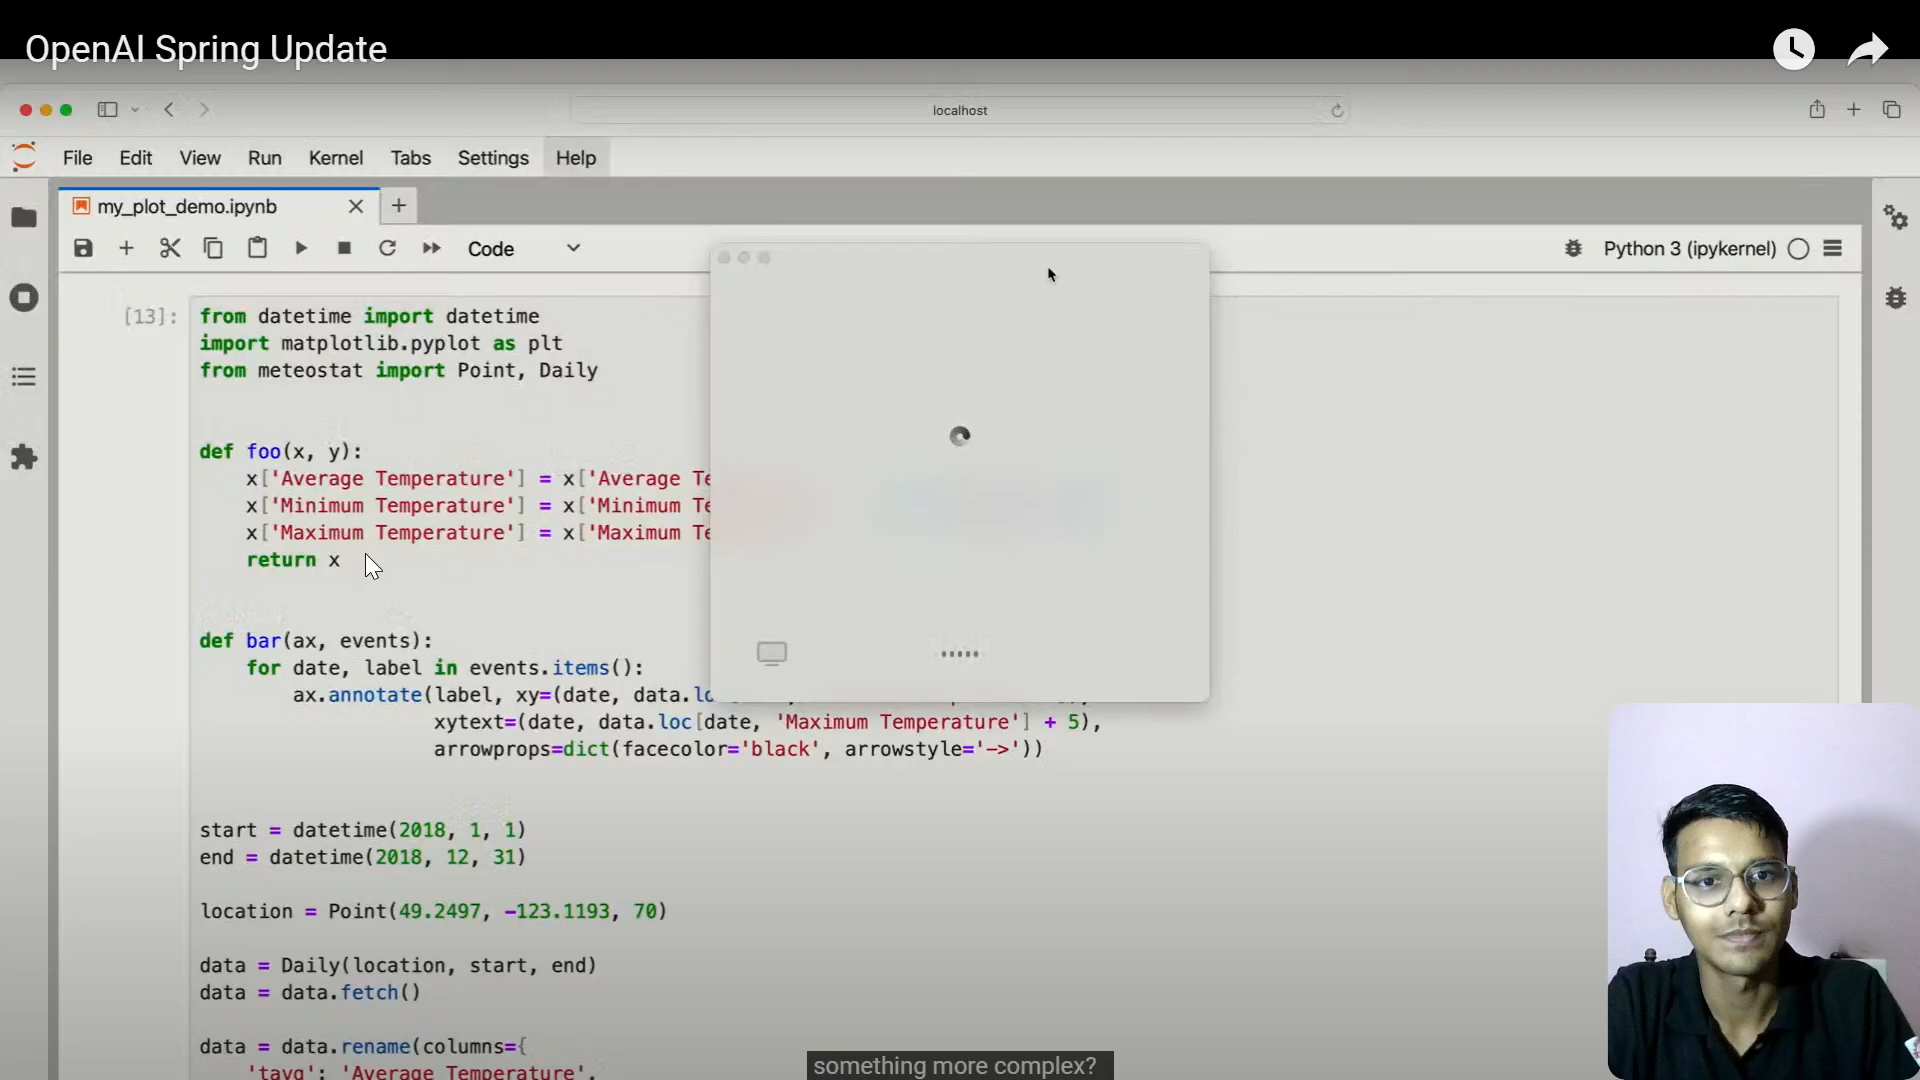 OpenAI Spring Update
localhost
File Edit View Run Kernel Tabs Settings Help
my_plot_demo.ipynb
Code
Python 3 (ipykernel)
[13]:
from datetime import datetime
import matplotlib.pyplot as plt
from meteostat import Point, Daily
def foo(x, y):
x['Average Temperature'] = x['Average Te
x['Minimum Temperature'] = x['Minimum Te
x['Maximum Temperature'] = x['Maximum Te
return x
def bar(ax, events):
for date, label in events.items():
ax.annotate(label, xy=(date, data.lo
xytext=(date, data.loc[date, 'Maximum Temperature'] + 5),
arrowprops=dict(facecolor='black', arrowstyle='->'))
start = datetime(2018, 1, 1)
end = datetime(2018, 12, 31)
location = Point(49.2497, -123.1193, 70)
data = Daily(location, start, end)
data = data.fetch()
data = data.rename(columns={
'tavg': 'Average Temperature',
something more complex?